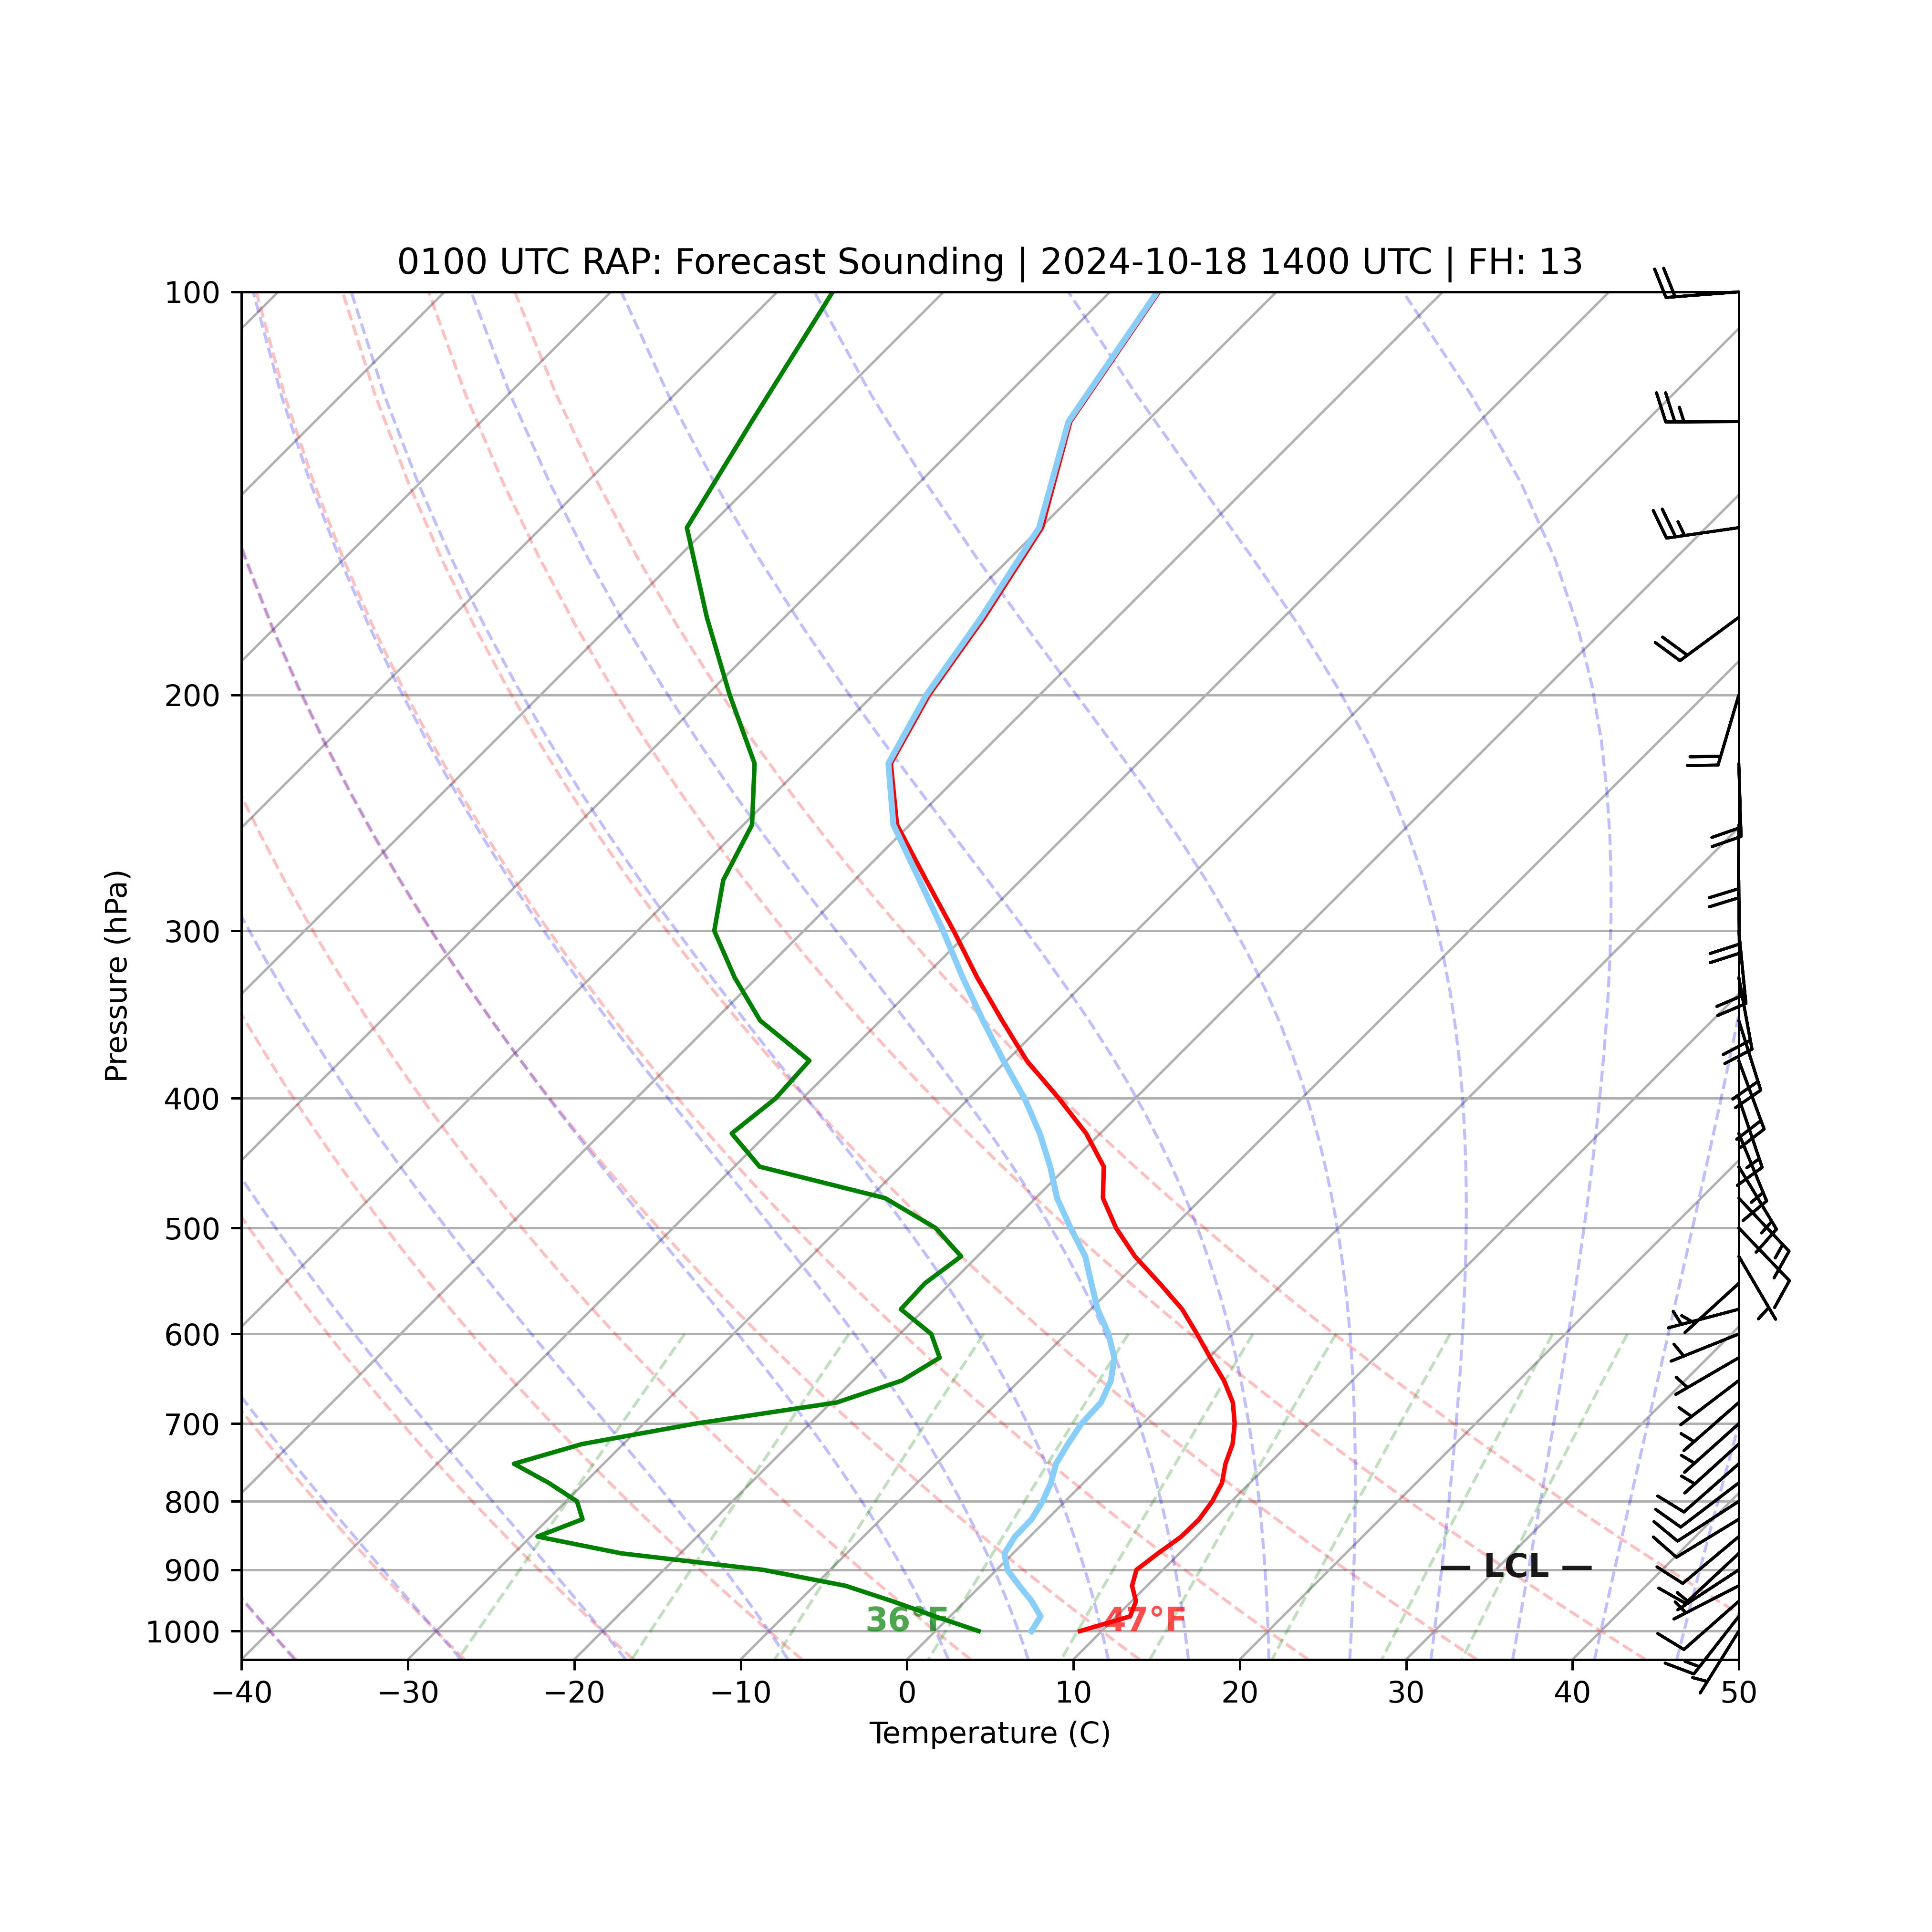 0100 UTC RAP: Forecast Sounding | 2024-10-18 1400 UTC | FH: 13
100
200
300
400
500
600
700
800
900
1000
Pressure (hPa)
— LCL —
36°F
47°F
−40 −30 −20 −10 0 10 20 30 40 50
Temperature (C)